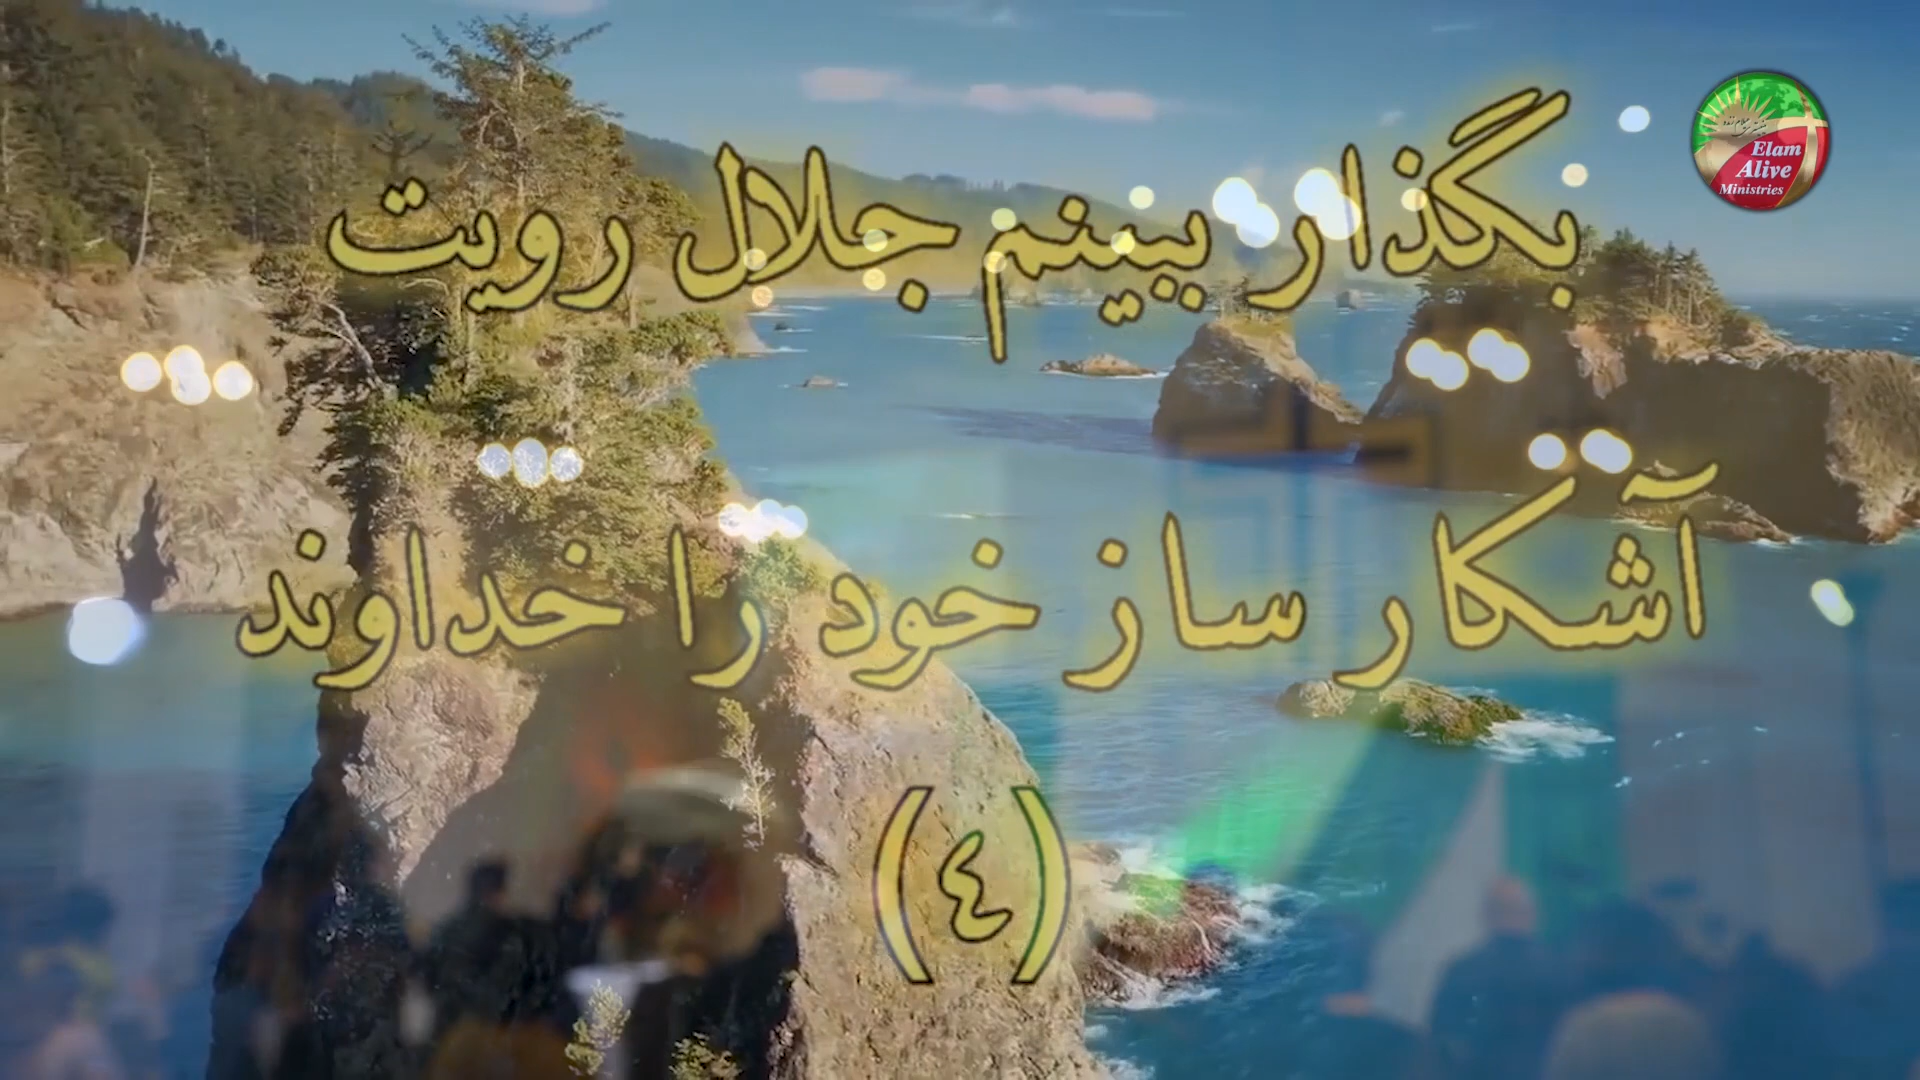 بگذار ببینم جلال رویت
آشکار ساز خود را خداوند
(٤)
Elam
Alive
Ministries